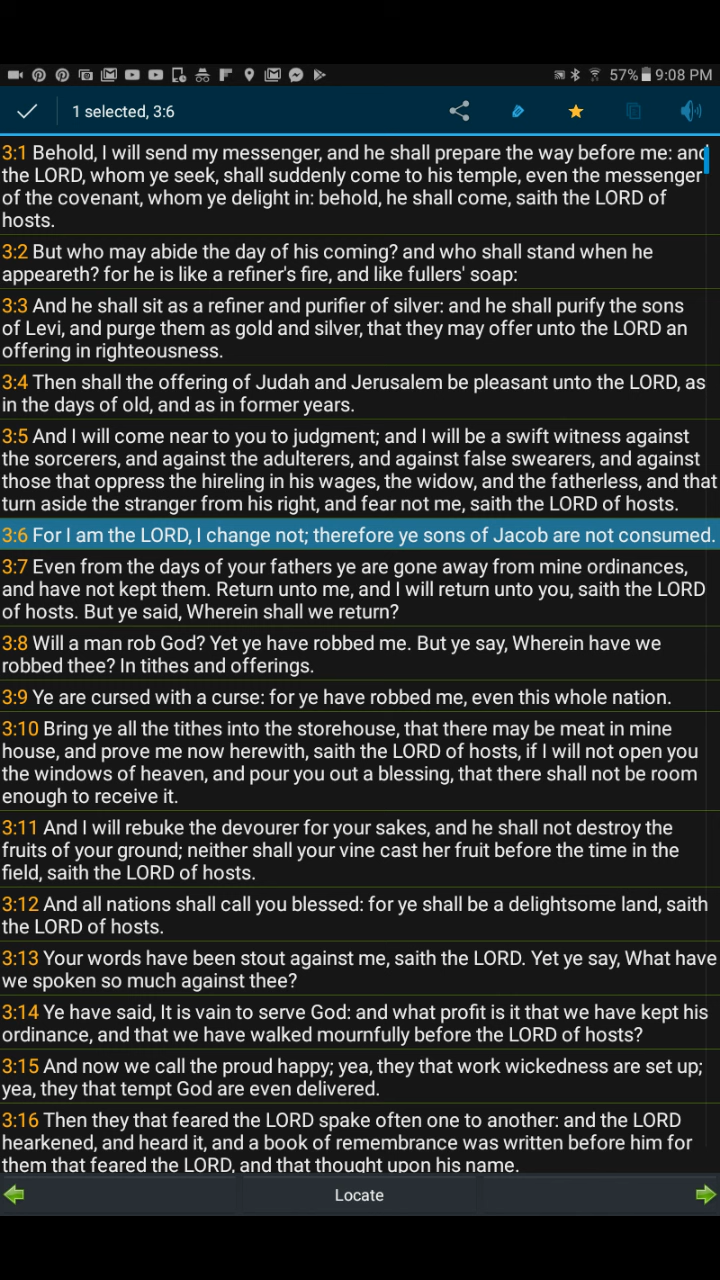 57% 9:08 PM
1 selected, 3:6
3:1 Behold, I will send my messenger, and he shall prepare the way before me: and
the LORD, whom ye seek, shall suddenly come to his temple, even the messenger
of the covenant, whom ye delight in: behold, he shall come, saith the LORD of
hosts.
3:2 But who may abide the day of his coming? and who shall stand when he
appeareth? for he is like a refiner's fire, and like fullers' soap:
3:3 And he shall sit as a refiner and purifier of silver: and he shall purify the sons
of Levi, and purge them as gold and silver, that they may offer unto the LORD an
offering in righteousness.
3:4 Then shall the offering of Judah and Jerusalem be pleasant unto the LORD, as
in the days of old, and as in former years.
3:5 And I will come near to you to judgment; and I will be a swift witness against
the sorcerers, and against the adulterers, and against false swearers, and against
those that oppress the hireling in his wages, the widow, and the fatherless, and that
turn aside the stranger from his right, and fear not me, saith the LORD of hosts.
3:6 For I am the LORD, I change not; therefore ye sons of Jacob are not consumed.
3:7 Even from the days of your fathers ye are gone away from mine ordinances,
and have not kept them. Return unto me, and I will return unto you, saith the LORD
of hosts. But ye said, Wherein shall we return?
3:8 Will a man rob God? Yet ye have robbed me. But ye say, Wherein have we
robbed thee? In tithes and offerings.
3:9 Ye are cursed with a curse: for ye have robbed me, even this whole nation.
3:10 Bring ye all the tithes into the storehouse, that there may be meat in mine
house, and prove me now herewith, saith the LORD of hosts, if I will not open you
the windows of heaven, and pour you out a blessing, that there shall not be room
enough to receive it.
3:11 And I will rebuke the devourer for your sakes, and he shall not destroy the
fruits of your ground; neither shall your vine cast her fruit before the time in the
field, saith the LORD of hosts.
3:12 And all nations shall call you blessed: for ye shall be a delightsome land, saith
the LORD of hosts.
3:13 Your words have been stout against me, saith the LORD. Yet ye say, What have
we spoken so much against thee?
3:14 Ye have said, It is vain to serve God: and what profit is it that we have kept his
ordinance, and that we have walked mournfully before the LORD of hosts?
3:15 And now we call the proud happy; yea, they that work wickedness are set up;
yea, they that tempt God are even delivered.
3:16 Then they that feared the LORD spake often one to another: and the LORD
hearkened, and heard it, and a book of remembrance was written before him for
them that feared the LORD, and that thought upon his name.
Locate